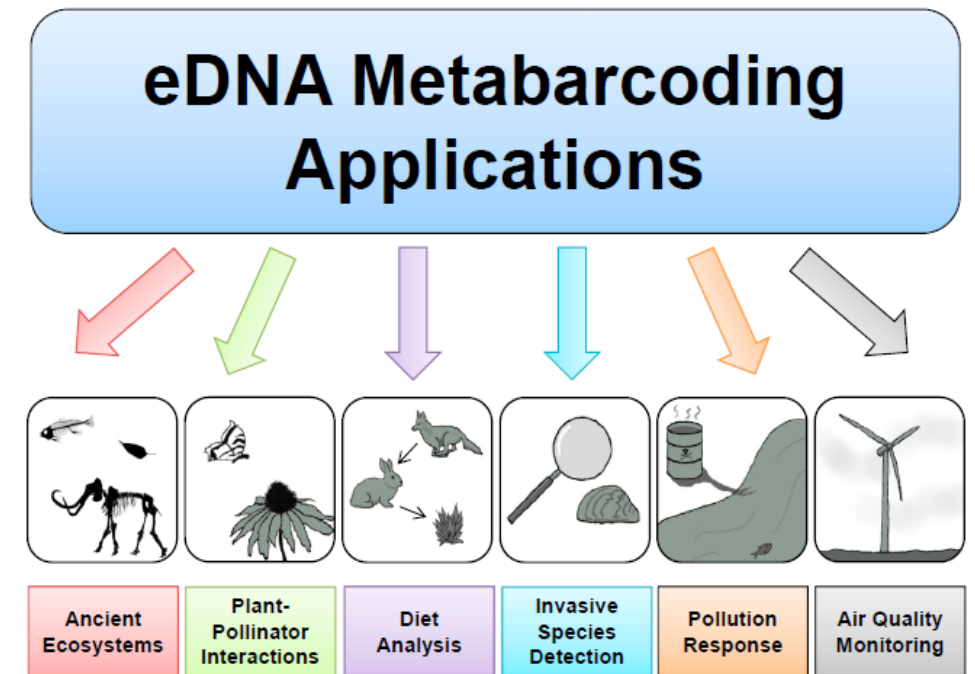 eDNA Metabarcoding
Applications
Ancient
Ecosystems
Plant-
Pollinator
Interactions
Diet
Analysis
Invasive
Species
Detection
Pollution
Response
Air Quality
Monitoring